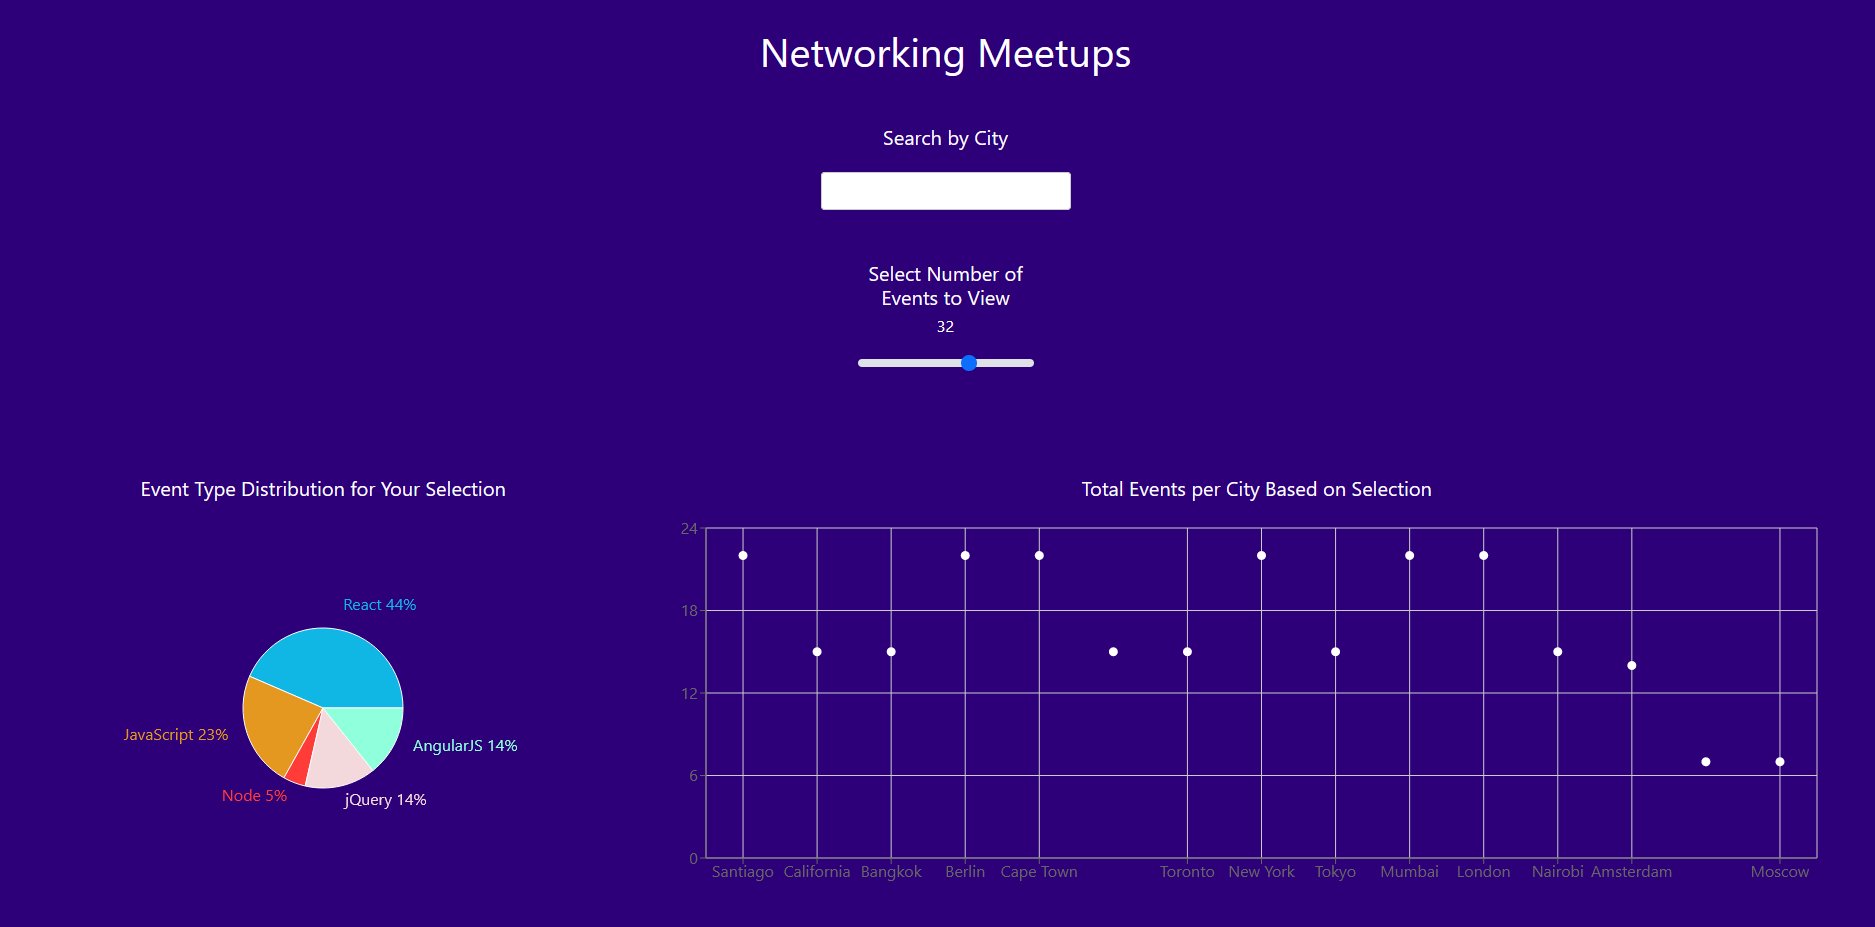 Networking Meetups
Search by City
Select Number of
Events to View
32
Event Type Distribution for Your Selection
React 44%
JavaScript 23%
AngularJS 14%
Node 5%
jQuery 14%
Total Events per City Based on Selection
24
18
12
6
0
Santiago California Bangkok Berlin Cape Town Toronto New York Tokyo Mumbai London Nairobi Amsterdam Moscow